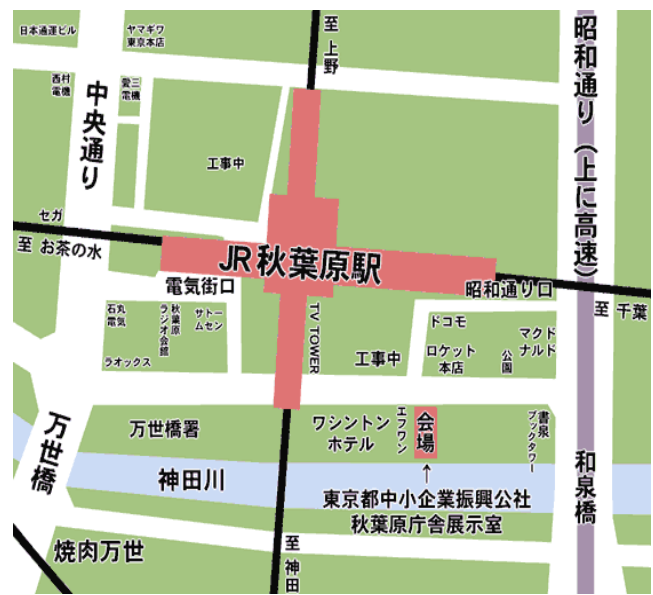 日本通運ビル
ヤマギワ
東京本店
至 上野
昭和通り(上に高速)
西村
電機
愛三
電機
中央通り
工事中
セガ
至 お茶の水
JR秋葉原駅
電気街口
昭和通り口
至 千葉
石丸
電気
秋葉原
ラジオ会館
サトー
ムセン
TV TOWER
ドコモ
マクド
ナルド
ラオックス
工事中
ロケット
本店
公園
万世橋
万世橋署
ワシントン
ホテル
エフワン
会場
書泉
ブックタワー
神田川
↑
和泉橋
東京都中小企業振興公社
秋葉原庁舎展示室
焼肉万世
至 神田